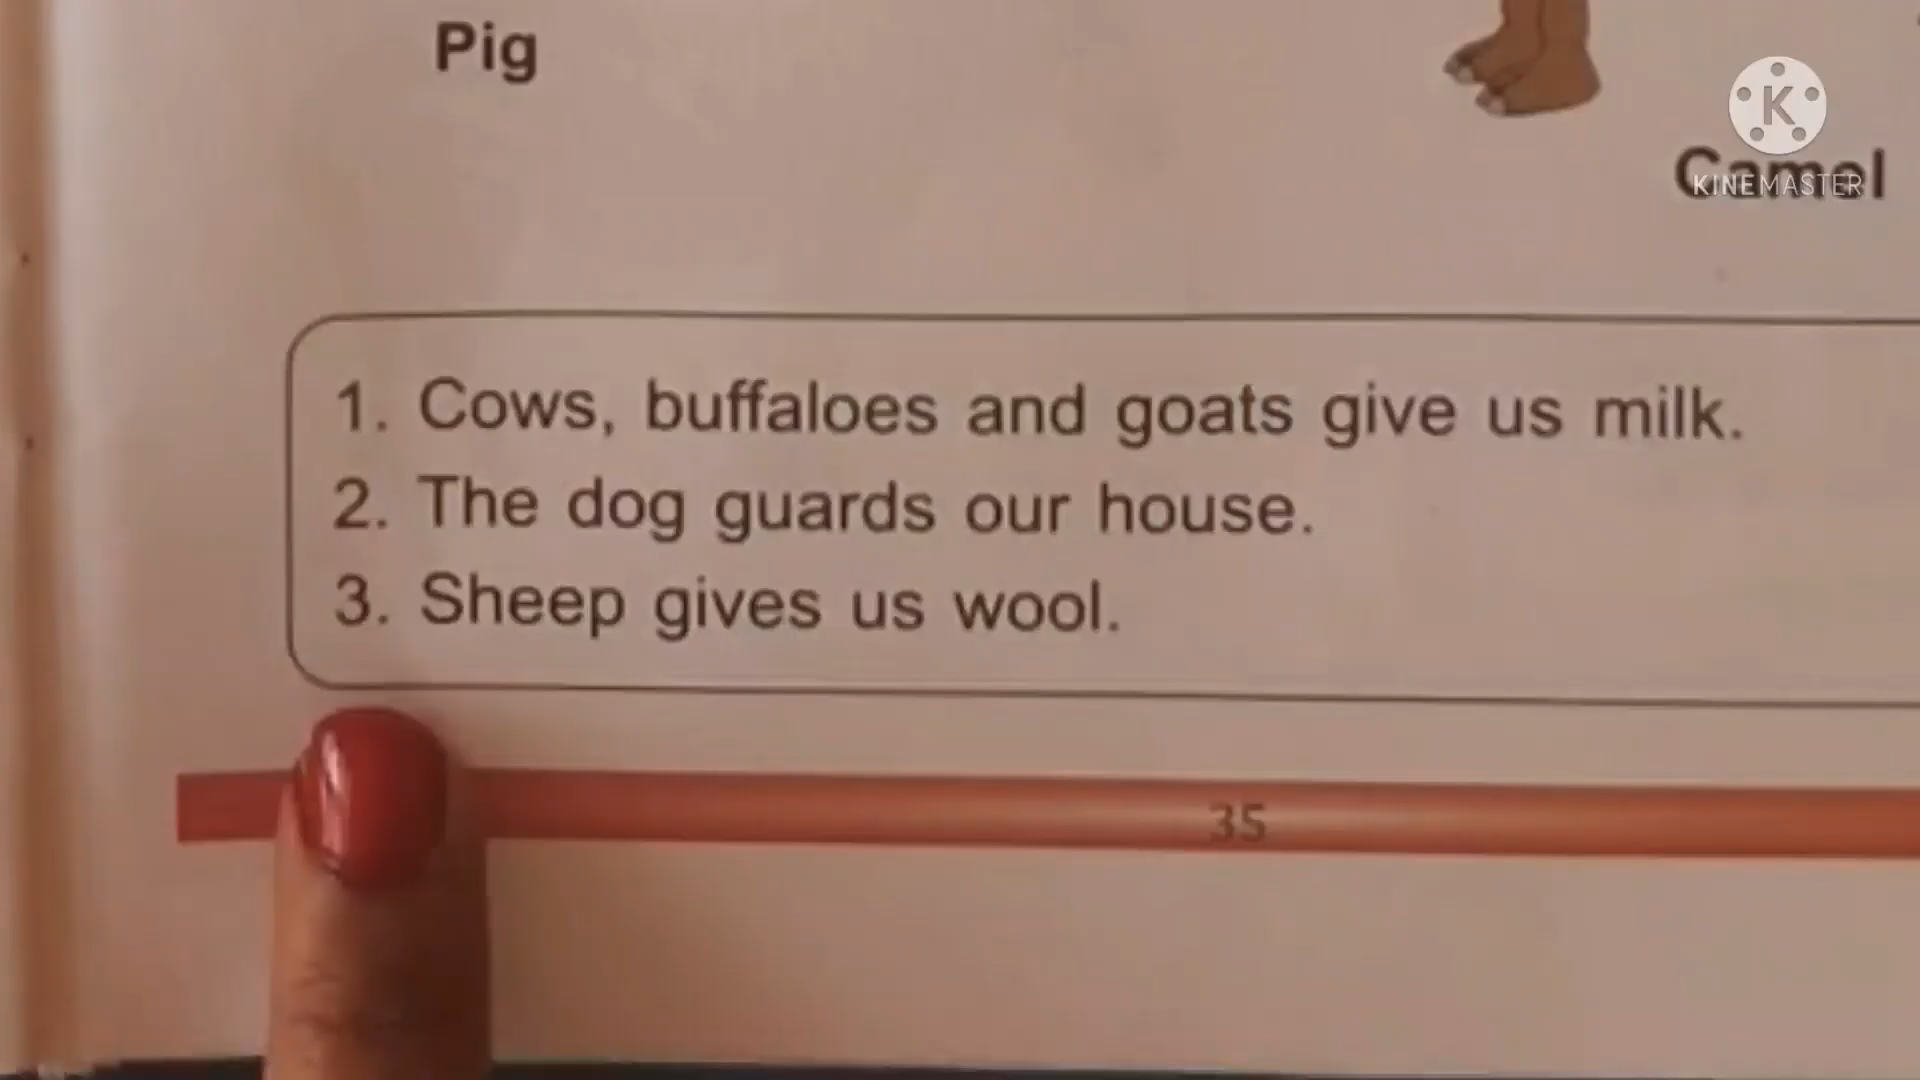 Pig
K
KINEMASTER
Camel
1. Cows, buffaloes and goats give us milk.
2. The dog guards our house.
3. Sheep gives us wool.
35